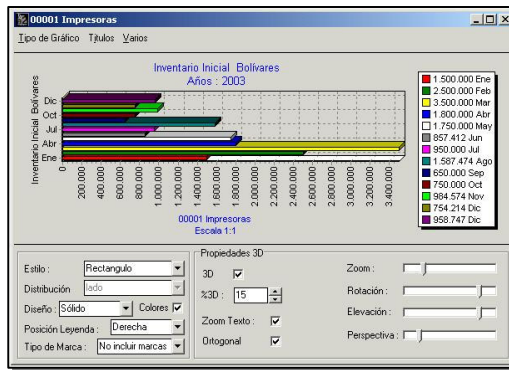 00001 Impresoras
Tipo de Gráfico Títulos Varios
Inventario Inicial Bolívares
Años : 2003
Inventario Inicial Bolívares
Dic
Oct
Jul
Abr
Ene
0
200.000
400.000
600.000
800.000
1.000.000
1.200.000
1.400.000
1.600.000
1.800.000
2.000.000
2.200.000
2.400.000
2.600.000
2.800.000
3.000.000
3.200.000
3.400.000
00001 Impresoras
Escala 1:1
1.500.000 Ene
2.500.000 Feb
3.500.000 Mar
1.800.000 Abr
1.750.000 May
857.412 Jun
950.000 Jul
1.587.474 Ago
650.000 Sep
750.000 Oct
984.574 Nov
754.214 Dic
958.747 Dic
Estilo : Rectangulo
Distribución lado
Diseño : Sólido Colores
Posición Leyenda : Derecha
Tipo de Marca : No incluir marcas
Propiedades 3D
3D
%3D : 15
Zoom Texto :
Ortogonal
Zoom :
Rotación :
Elevación :
Perspectiva :